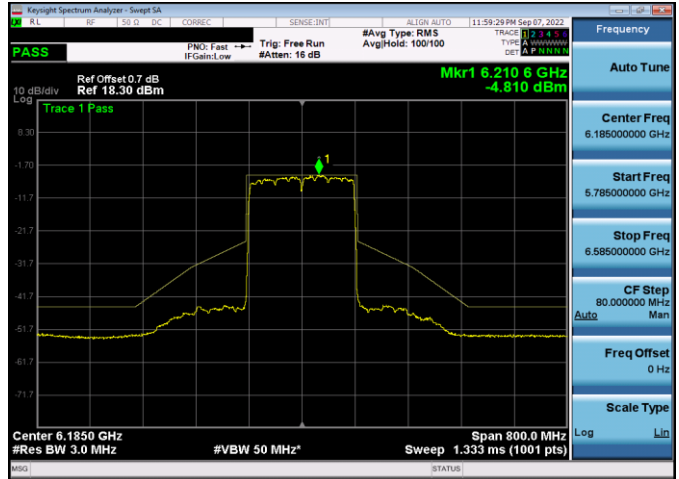 Keysight Spectrum Analyzer - Swept SA
RL RF 50 Ω DC CORREC SENSE:INT ALIGN AUTO 11:59:29 PM Sep 07, 2022
#Avg Type: RMS TRACE 1 2 3 4 5 6
PNO: Fast Trig: Free Run Avg|Hold: 100/100 TYPE A WWWWW
PASS IFGain:Low #Atten: 16 dB DET A P N N N N
Frequency
Auto Tune
Mkr1 6.210 6 GHz
Ref Offset 0.7 dB
10 dB/div Ref 18.30 dBm -4.810 dBm
Log
Trace 1 Pass
1
8.30
-1.70
-11.7
-21.7
-31.7
-41.7
-51.7
-61.7
-71.7
Center Freq
6.185000000 GHz
Start Freq
5.785000000 GHz
Stop Freq
6.585000000 GHz
CF Step
80.000000 MHz
Auto Man
Freq Offset
0 Hz
Scale Type
Log Lin
Center 6.1850 GHz Span 800.0 MHz
#Res BW 3.0 MHz #VBW 50 MHz* Sweep 1.333 ms (1001 pts)
MSG STATUS